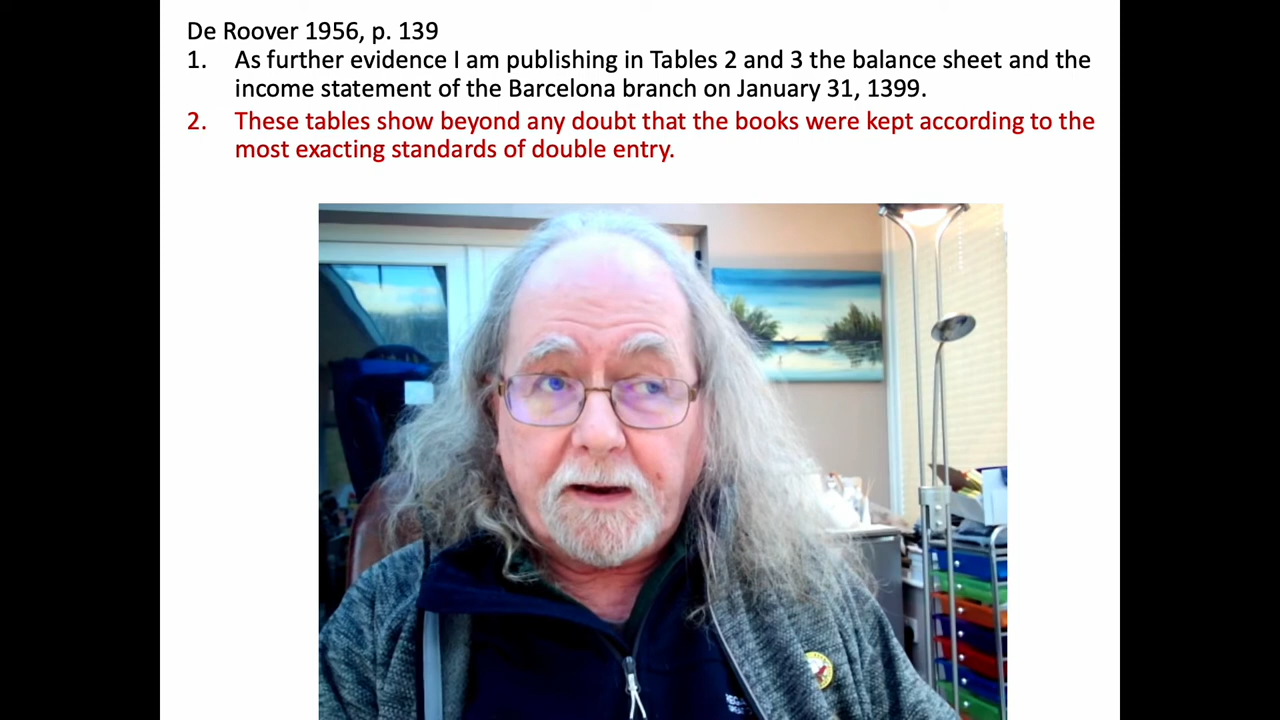 De Roover 1956, p. 139
1. As further evidence I am publishing in Tables 2 and 3 the balance sheet and the
income statement of the Barcelona branch on January 31, 1399.
2. These tables show beyond any doubt that the books were kept according to the
most exacting standards of double entry.